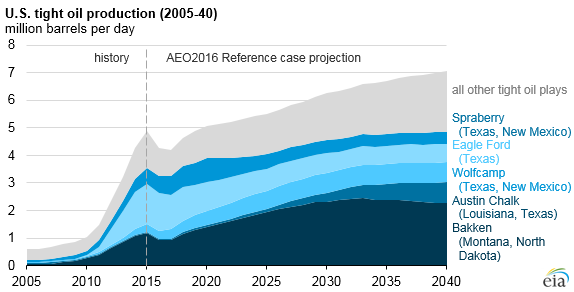 U.S. tight oil production (2005-40)
million barrels per day
8
7
6
5
4
3
2
1
0
history
AEO2016 Reference case projection
all other tight oil plays
Spraberry
(Texas, New Mexico)
Eagle Ford
(Texas)
Wolfcamp
(Texas, New Mexico)
Austin Chalk
(Louisiana, Texas)
Bakken
(Montana, North
Dakota)
2005 2010 2015 2020 2025 2030 2035 2040
eia